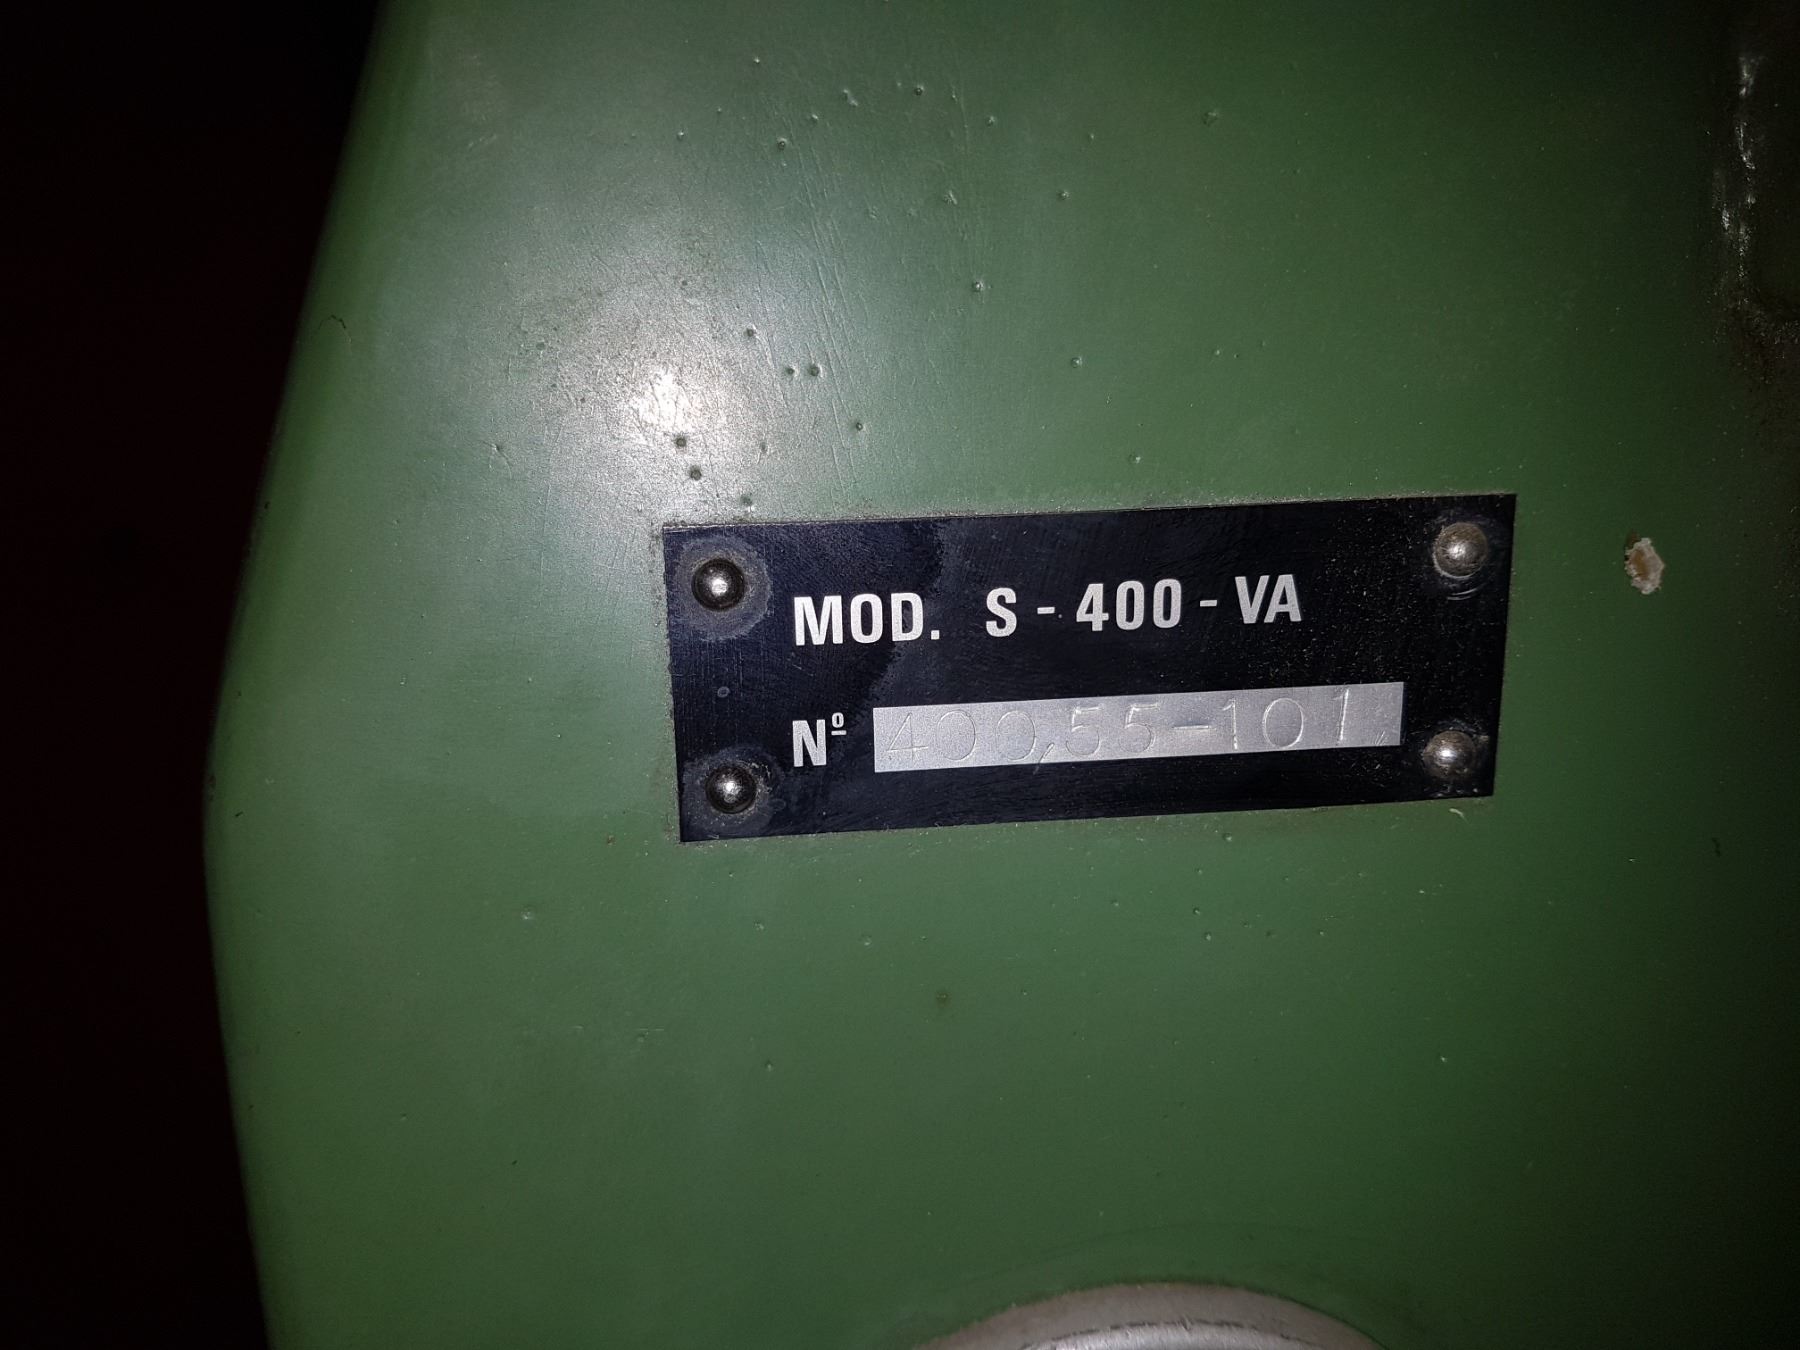 MOD. S - 400 - VA
Nº 400,55-101,